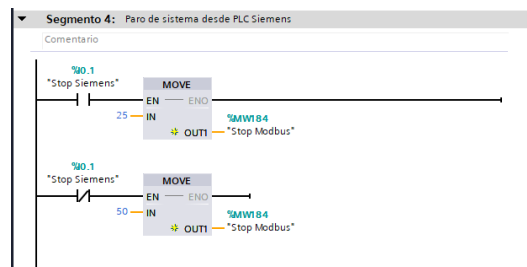 Segmento 4: Paro de sistema desde PLC Siemens
Comentario
%I0.1
"Stop Siemens" MOVE
EN ENO
25 IN %MW184
OUT1 "Stop Modbus"
%I0.1
"Stop Siemens" MOVE
EN ENO
50 IN %MW184
OUT1 "Stop Modbus"